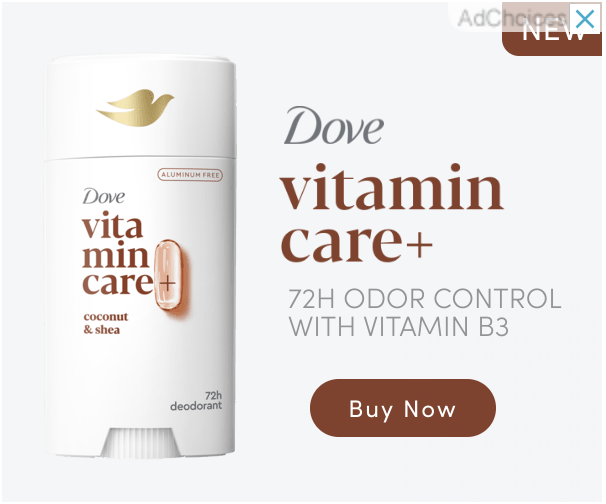 AdChoices
NEW
ALUMINUM FREE
Dove
vita
min
care+
coconut
& shea
72h
deodorant
Dove
vitamin
care+
72H ODOR CONTROL
WITH VITAMIN B3
Buy Now